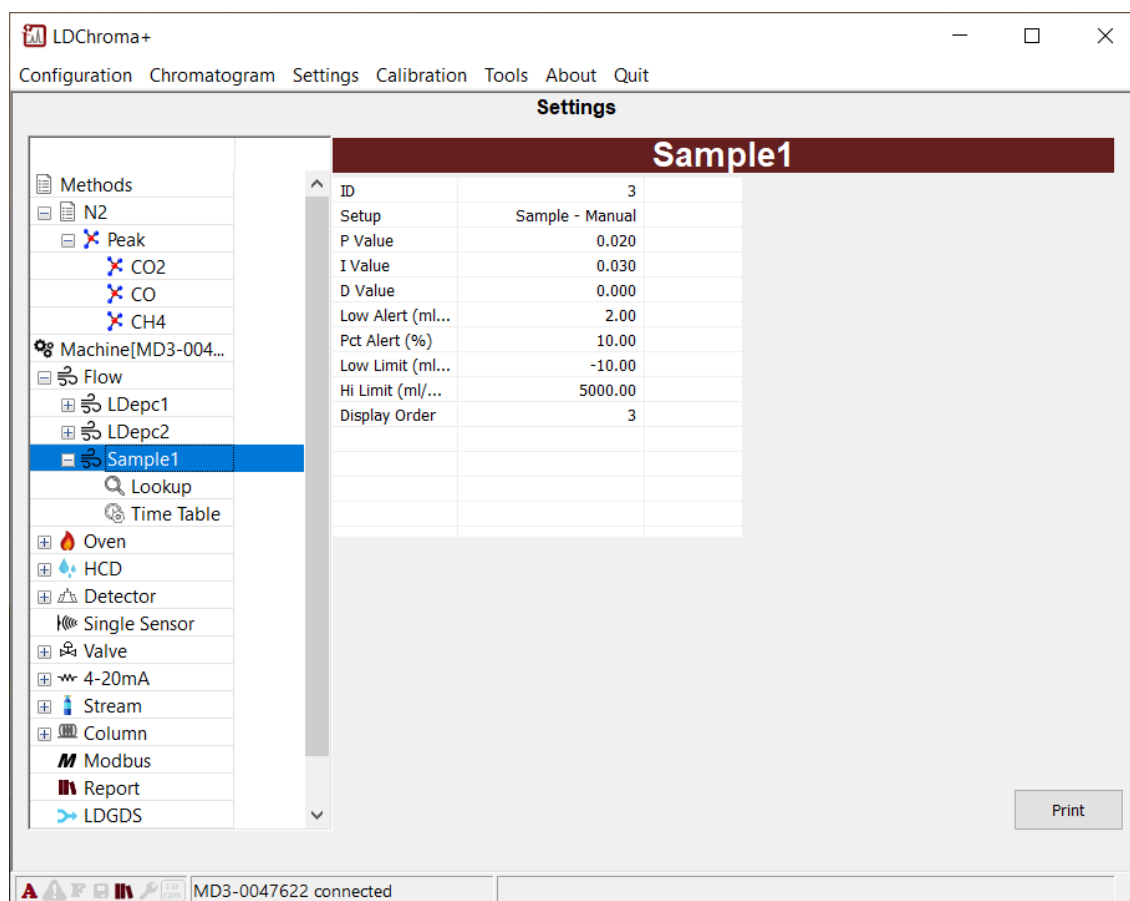 LDChroma+
Configuration Chromatogram Settings Calibration Tools About Quit
Settings
Methods
N2
Peak
CO2
CO
CH4
Machine[MD3-004...
Flow
LDepc1
LDepc2
Sample1
Lookup
Time Table
Oven
HCD
Detector
Single Sensor
Valve
4-20mA
Stream
Column
Modbus
Report
LDGDS
Sample1
ID 3
Setup Sample - Manual
P Value 0.020
I Value 0.030
D Value 0.000
Low Alert (ml... 2.00
Pct Alert (%) 10.00
Low Limit (ml... -10.00
Hi Limit (ml/... 5000.00
Display Order 3
Print
A F MD3-0047622 connected